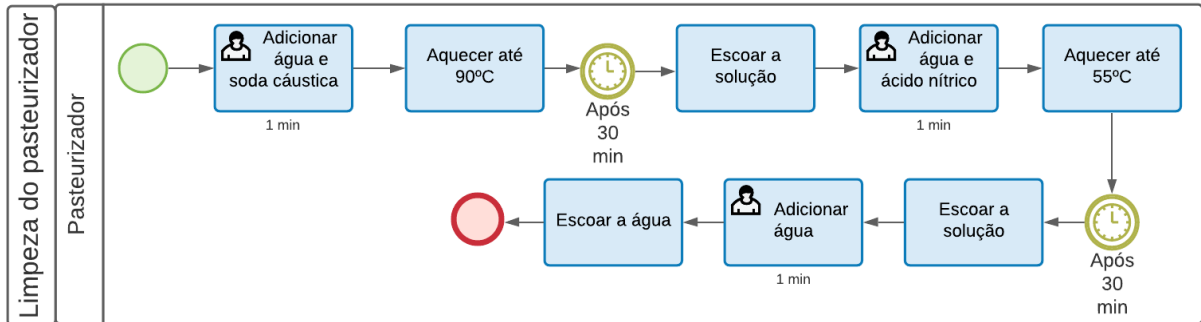 Limpeza do pasteurizador
Pasteurizador
Adicionar
água e
soda cáustica
1 min
Aquecer até
90ºC
Após
30
min
Escoar a
solução
Adicionar
água e
ácido nítrico
1 min
Aquecer até
55ºC
Após
30
min
Escoar a
solução
Adicionar
água
1 min
Escoar a água